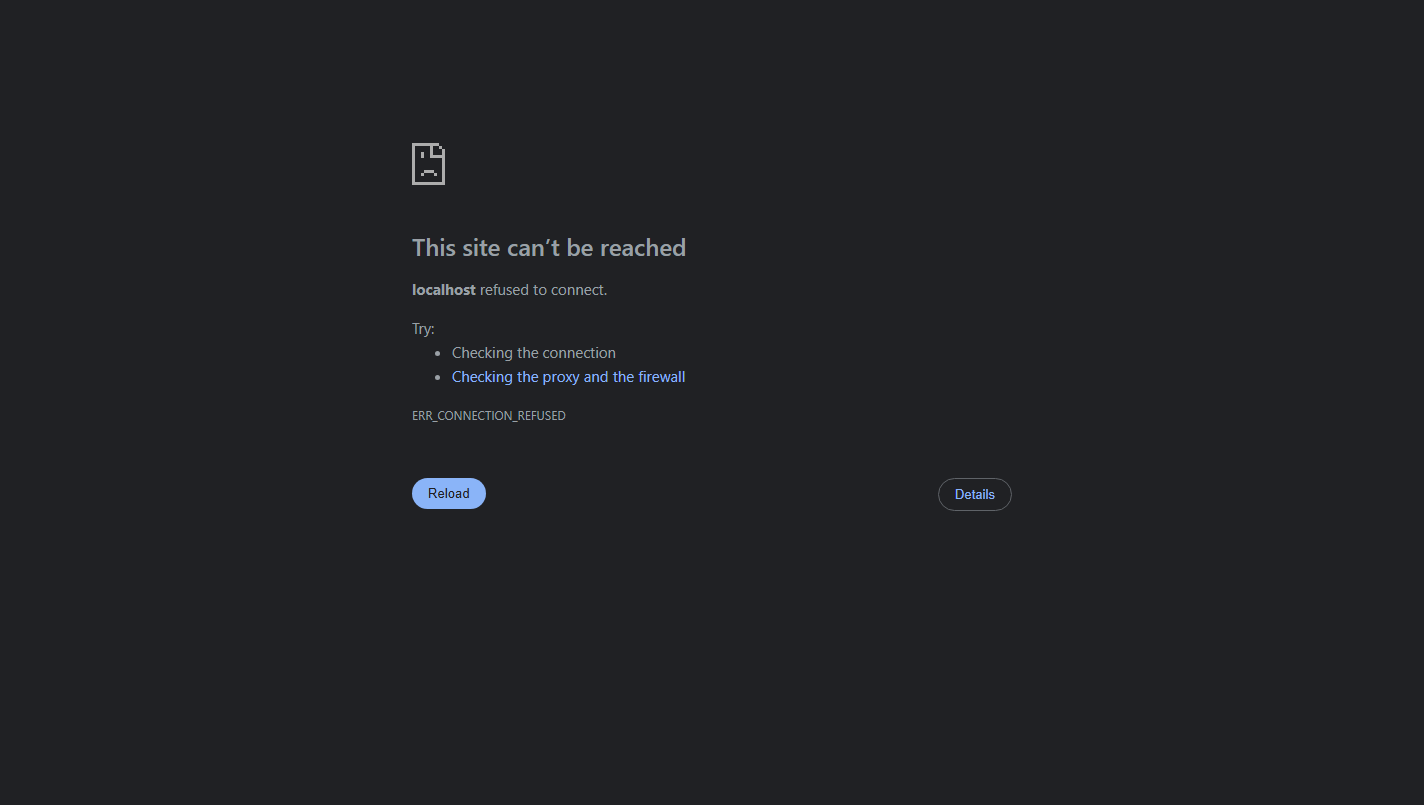 This site can’t be reached
localhost refused to connect.
Try:
• Checking the connection
• Checking the proxy and the firewall
ERR_CONNECTION_REFUSED
Reload
Details